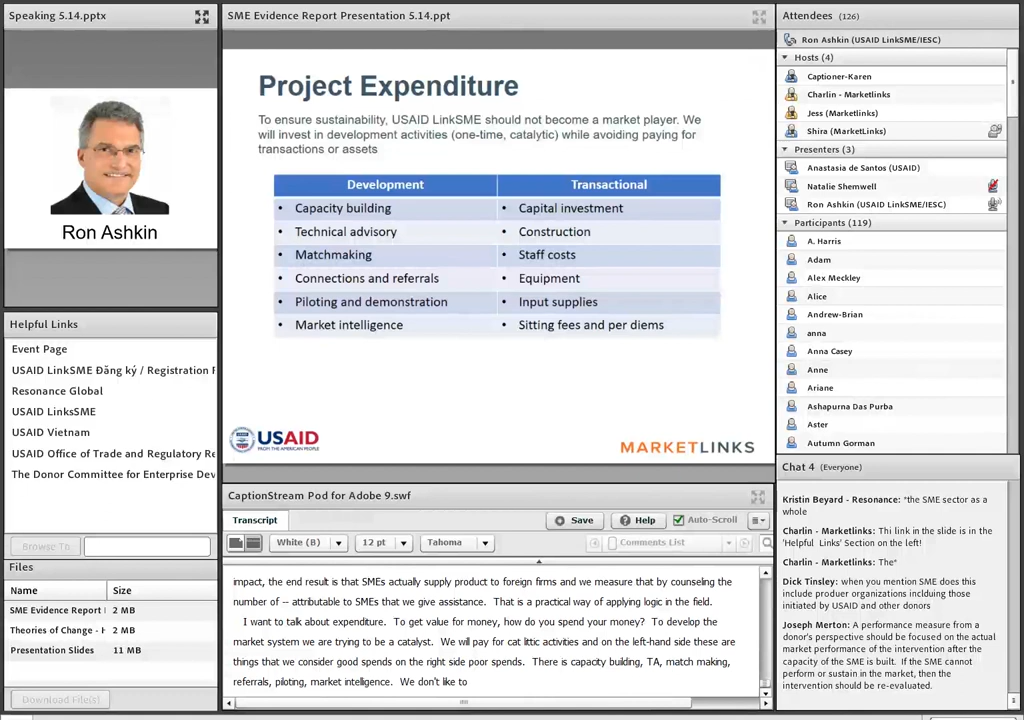 Speaking 5.14.pptx
Ron Ashkin
Helpful Links
Event Page
USAID LinkSME Đăng ký / Registration F
Resonance Global
USAID LinksSME
USAID Vietnam
USAID Office of Trade and Regulatory Re
The Donor Committee for Enterprise Dev
Browse To
Files
Name Size
SME Evidence Report 2 MB
Theories of Change - 2 MB
Presentation Slides 11 MB
Download File(s)
SME Evidence Report Presentation 5.14.ppt
Project Expenditure
To ensure sustainability, USAID LinkSME should not become a market player. We
will invest in development activities (one-time, catalytic) while avoiding paying for
transactions or assets
Development Transactional
• Capacity building • Capital investment
• Technical advisory • Construction
• Matchmaking • Staff costs
• Connections and referrals • Equipment
• Piloting and demonstration • Input supplies
• Market intelligence • Sitting fees and per diems
USAID
FROM THE AMERICAN PEOPLE
MARKETLINKS
CaptionStream Pod for Adobe 9.swf
Transcript
Save Help Auto-Scroll
White (B) 12 pt Tahoma Comments List
impact, the end result is that SMEs actually supply product to foreign firms and we measure that by counseling the
number of -- attributable to SMEs that we give assistance. That is a practical way of applying logic in the field.
I want to talk about expenditure. To get value for money, how do you spend your money? To develop the
market system we are trying to be a catalyst. We will pay for cat littic activities and on the left-hand side these are
things that we consider good spends on the right side poor spends. There is capacity building, TA, match making,
referrals, piloting, market intelligence. We don't like to
Attendees (126)
Ron Ashkin (USAID LinkSME/IESC)
Hosts (4)
Captioner-Karen
Charlin - Marketlinks
Jess (Marketlinks)
Shira (MarketLinks)
Presenters (3)
Anastasia de Santos (USAID)
Natalie Shemwell
Ron Ashkin (USAID LinkSME/IESC)
Participants (119)
A. Harris
Adam
Alex Meckley
Alice
Andrew-Brian
anna
Anna Casey
Anne
Ariane
Ashapurna Das Purba
Aster
Autumn Gorman
Chat 4 (Everyone)
Kristin Beyard - Resonance: *the SME sector as a
whole
Charlin - Marketlinks: Thi link in the slide is in the
'Helpful Links' Section on the left!
Charlin - Marketlinks: The*
Dick Tinsley: when you mention SME does this
include producer organizations inclduing those
initiated by USAID and other donors
Joseph Merton: A performance measure from a
donor's perspective should be focused on the actual
market performance of the intervention after the
capacity of the SME is built. If the SME cannot
perform or sustain in the market, then the
intervention should be re-evaluated.